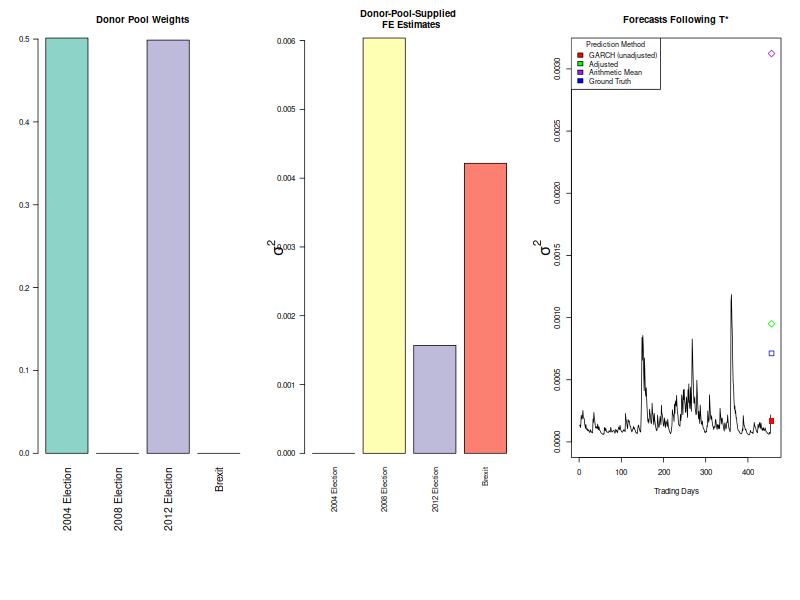 Donor Pool Weights
0.5
0.4
0.3
0.2
0.1
0.0
2004 Election
2008 Election
2012 Election
Brexit
Donor-Pool-Supplied
FE Estimates
σ²
0.006
0.005
0.004
0.003
0.002
0.001
0.000
2004 Election
2008 Election
2012 Election
Brexit
Forecasts Following T*
Prediction Method
GARCH (unadjusted)
Adjusted
Arithmetic Mean
Ground Truth
σ²
0.0030
0.0025
0.0020
0.0015
0.0010
0.0005
0.0000
0
100
200
300
400
Trading Days